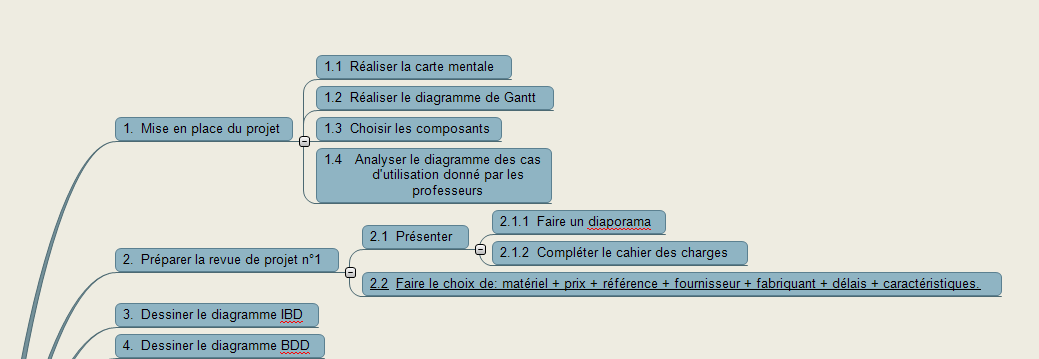 1.1 Réaliser la carte mentale
1.2 Réaliser le diagramme de Gantt
1. Mise en place du projet
1.3 Choisir les composants
1.4 Analyser le diagramme des cas
d'utilisation donné par les
professeurs
2. Préparer la revue de projet n°1
2.1 Présenter
2.1.1 Faire un diaporama
2.1.2 Compléter le cahier des charges
2.2 Faire le choix de: matériel + prix + référence + fournisseur + fabriquant + délais + caractéristiques.
3. Dessiner le diagramme IBD
4. Dessiner le diagramme BDD